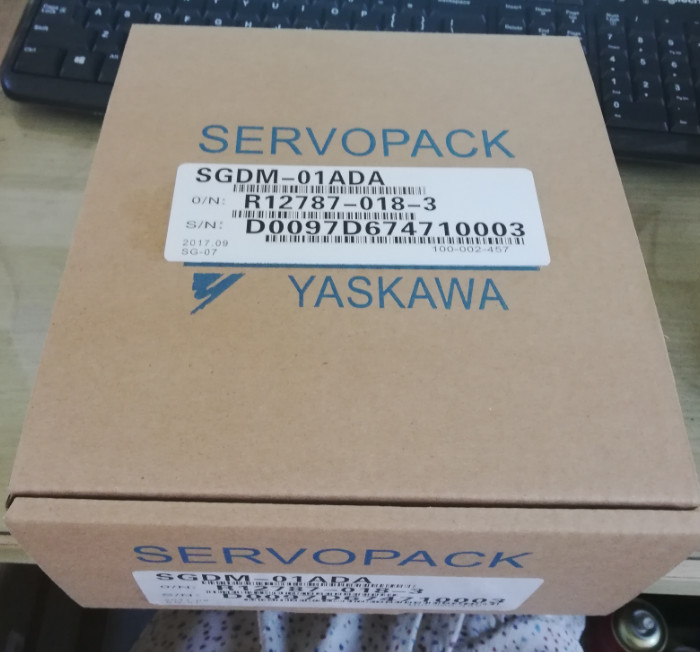 SERVOPACK
SGDM-01ADA
O/N: R12787-018-3
S/N: D0097D674710003
2017.09
SG-07 100-002-457
YASKAWA
SERVOPACK
SGDM-01ADA